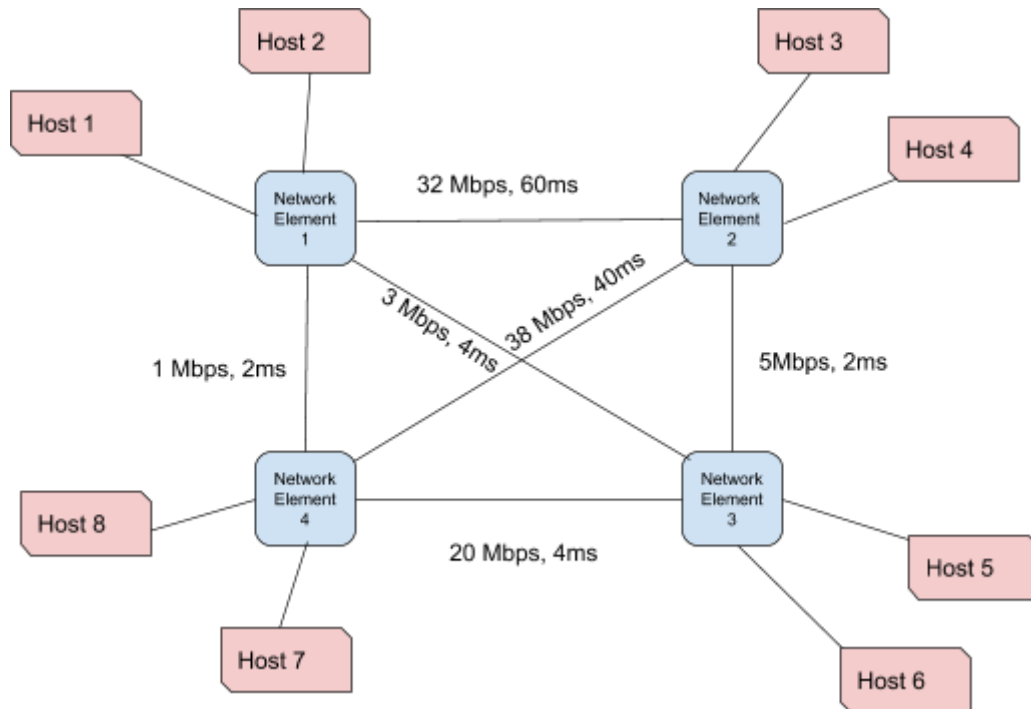 Host 2
Host 3
Host 1
Host 4
32 Mbps, 60ms
Network
Element
1
Network
Element
2
3 Mbps, 4ms
38 Mbps, 40ms
1 Mbps, 2ms
5Mbps, 2ms
Network
Element
4
Network
Element
3
Host 8
20 Mbps, 4ms
Host 5
Host 7
Host 6